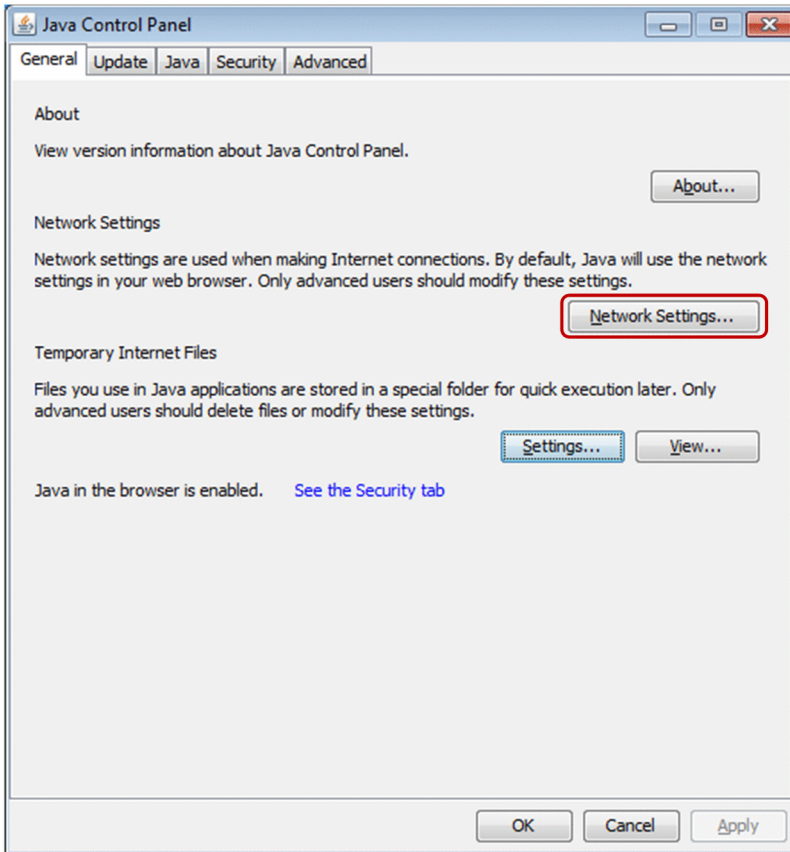 Java Control Panel
General Update Java Security Advanced
About
View version information about Java Control Panel.
About...
Network Settings
Network settings are used when making Internet connections. By default, Java will use the network
settings in your web browser. Only advanced users should modify these settings.
Network Settings...
Temporary Internet Files
Files you use in Java applications are stored in a special folder for quick execution later. Only
advanced users should delete files or modify these settings.
Settings... View...
Java in the browser is enabled. See the Security tab
OK Cancel Apply